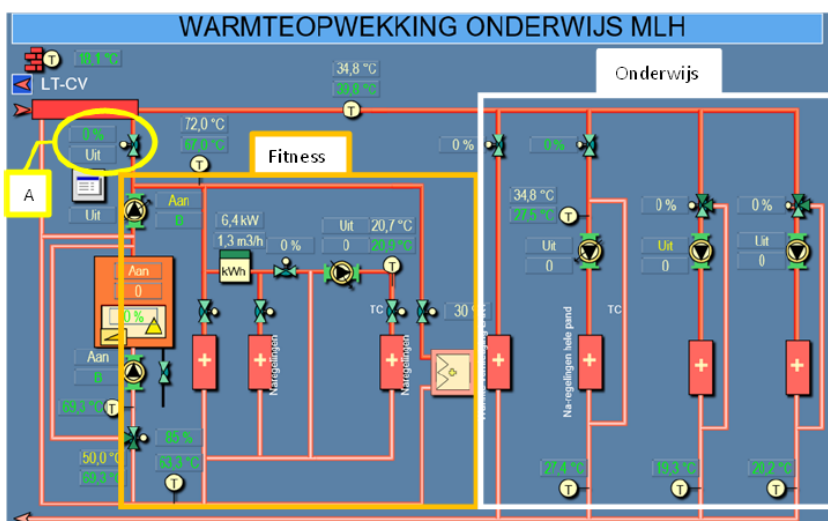 WARMTEOPWEKKING ONDERWIJS MLH
T 18,1 °C
LT-CV
34,8 °C
30,8 °C
T
Onderwijs
0 %
Uit
72,0 °C
67,0 °C
T
Fitness
0 %
0 %
A
Uit
Aan
B
6,4 kW
1,3 m3/h
kWh
0 %
Uit
0
20,7 °C
20,9 °C
T
34,8 °C
27,5 °C
T
0 %
0 %
Uit
0
Uit
0
Uit
0
Aan
0
0 %
TC
30
TC
Naregelingen
Naregelingen
Na-regelingen hele pand
Aan
B
69,3 °C
T
85 %
50,0 °C
69,3 °C
63,3 °C
T
27,4 °C
T
19,3 °C
T
20,2 °C
T